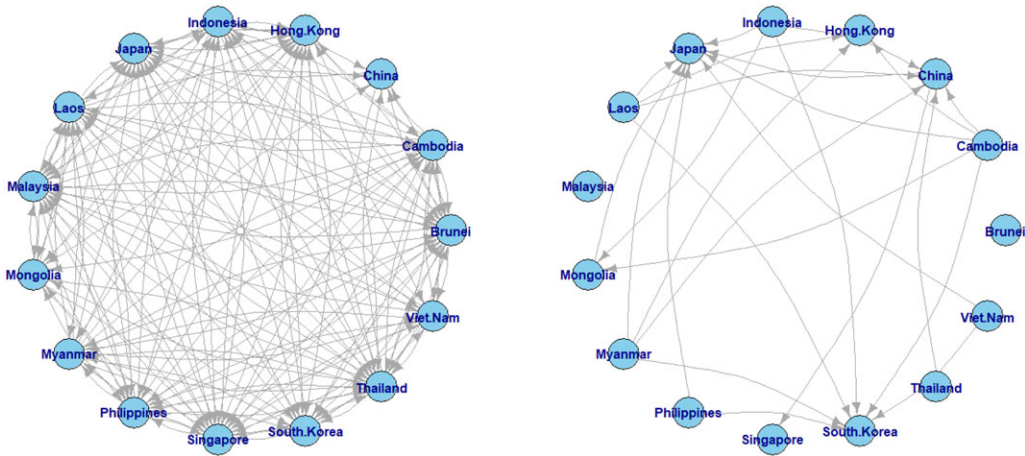 Indonesia
Hong.Kong
Japan
China
Laos
Cambodia
Malaysia
Brunei
Mongolia
Viet.Nam
Myanmar
Thailand
Philippines
South.Korea
Singapore
Indonesia
Hong.Kong
Japan
China
Laos
Cambodia
Malaysia
Brunei
Mongolia
Viet.Nam
Myanmar
Thailand
Philippines
South.Korea
Singapore